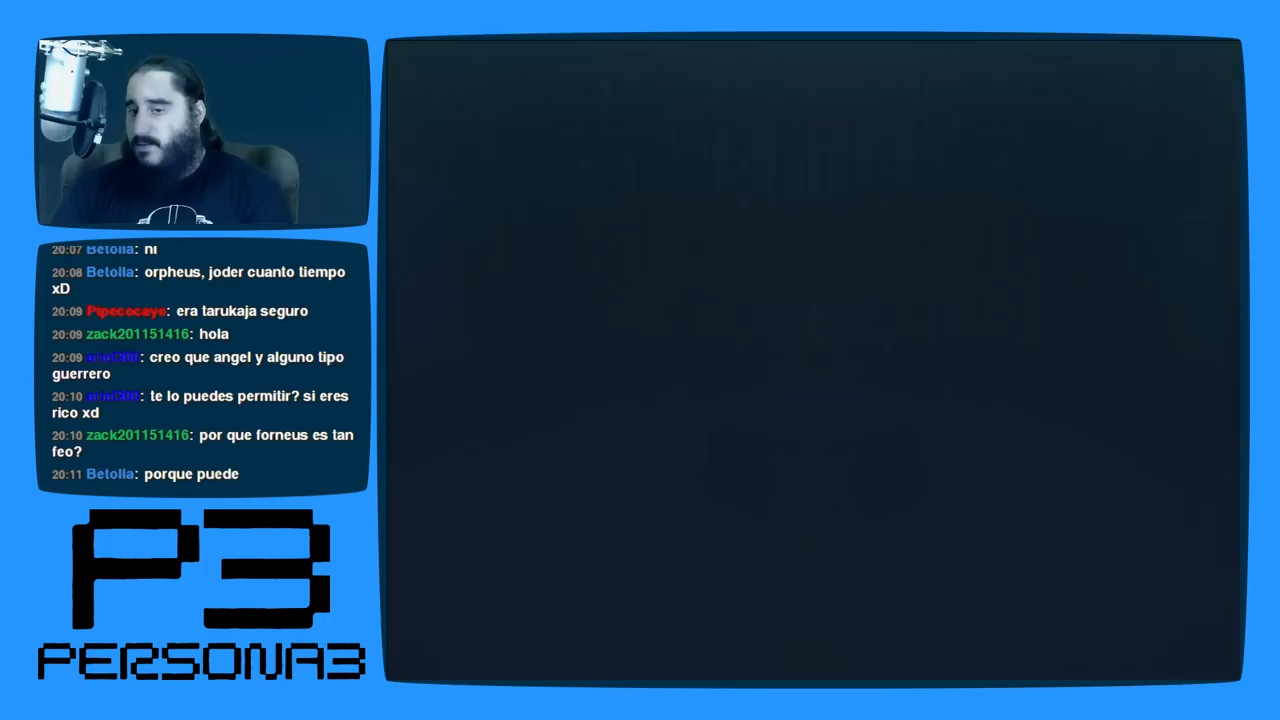 20:07 Betolla: ni
20:08 Betolla: orpheus, joder cuanto tiempo
xD
20:09 Pipecocayo: era tarukaja seguro
20:09 zack201151416: hola
20:09 : creo que angel y alguno tipo
guerrero
20:10 : te lo puedes permitir? si eres
rico xd
20:10 zack201151416: por que forneus es tan
feo?
20:11 Betolla: porque puede
P3
PERSONA3